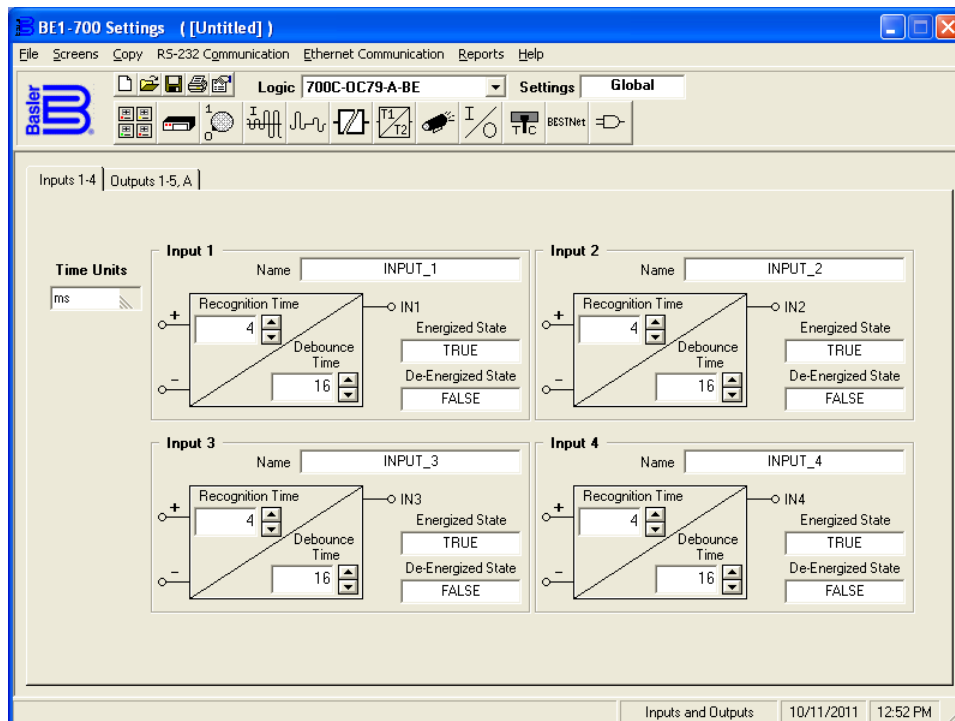 BE1-700 Settings ( [Untitled] )
File Screens Copy RS-232 Communication Ethernet Communication Reports Help
Basler
Logic 700C-OC79-A-BE Settings Global
1 0 I T1 T2 I O T T C BESTNet
Inputs 1-4 Outputs 1-5, A
Time Units
ms
Input 1
Name INPUT_1
+
Recognition Time
4
IN1
Energized State
TRUE
Debounce Time
16
De-Energized State
FALSE
-
Input 2
Name INPUT_2
+
Recognition Time
4
IN2
Energized State
TRUE
Debounce Time
16
De-Energized State
FALSE
-
Input 3
Name INPUT_3
+
Recognition Time
4
IN3
Energized State
TRUE
Debounce Time
16
De-Energized State
FALSE
-
Input 4
Name INPUT_4
+
Recognition Time
4
IN4
Energized State
TRUE
Debounce Time
16
De-Energized State
FALSE
-
Inputs and Outputs 10/11/2011 12:52 PM